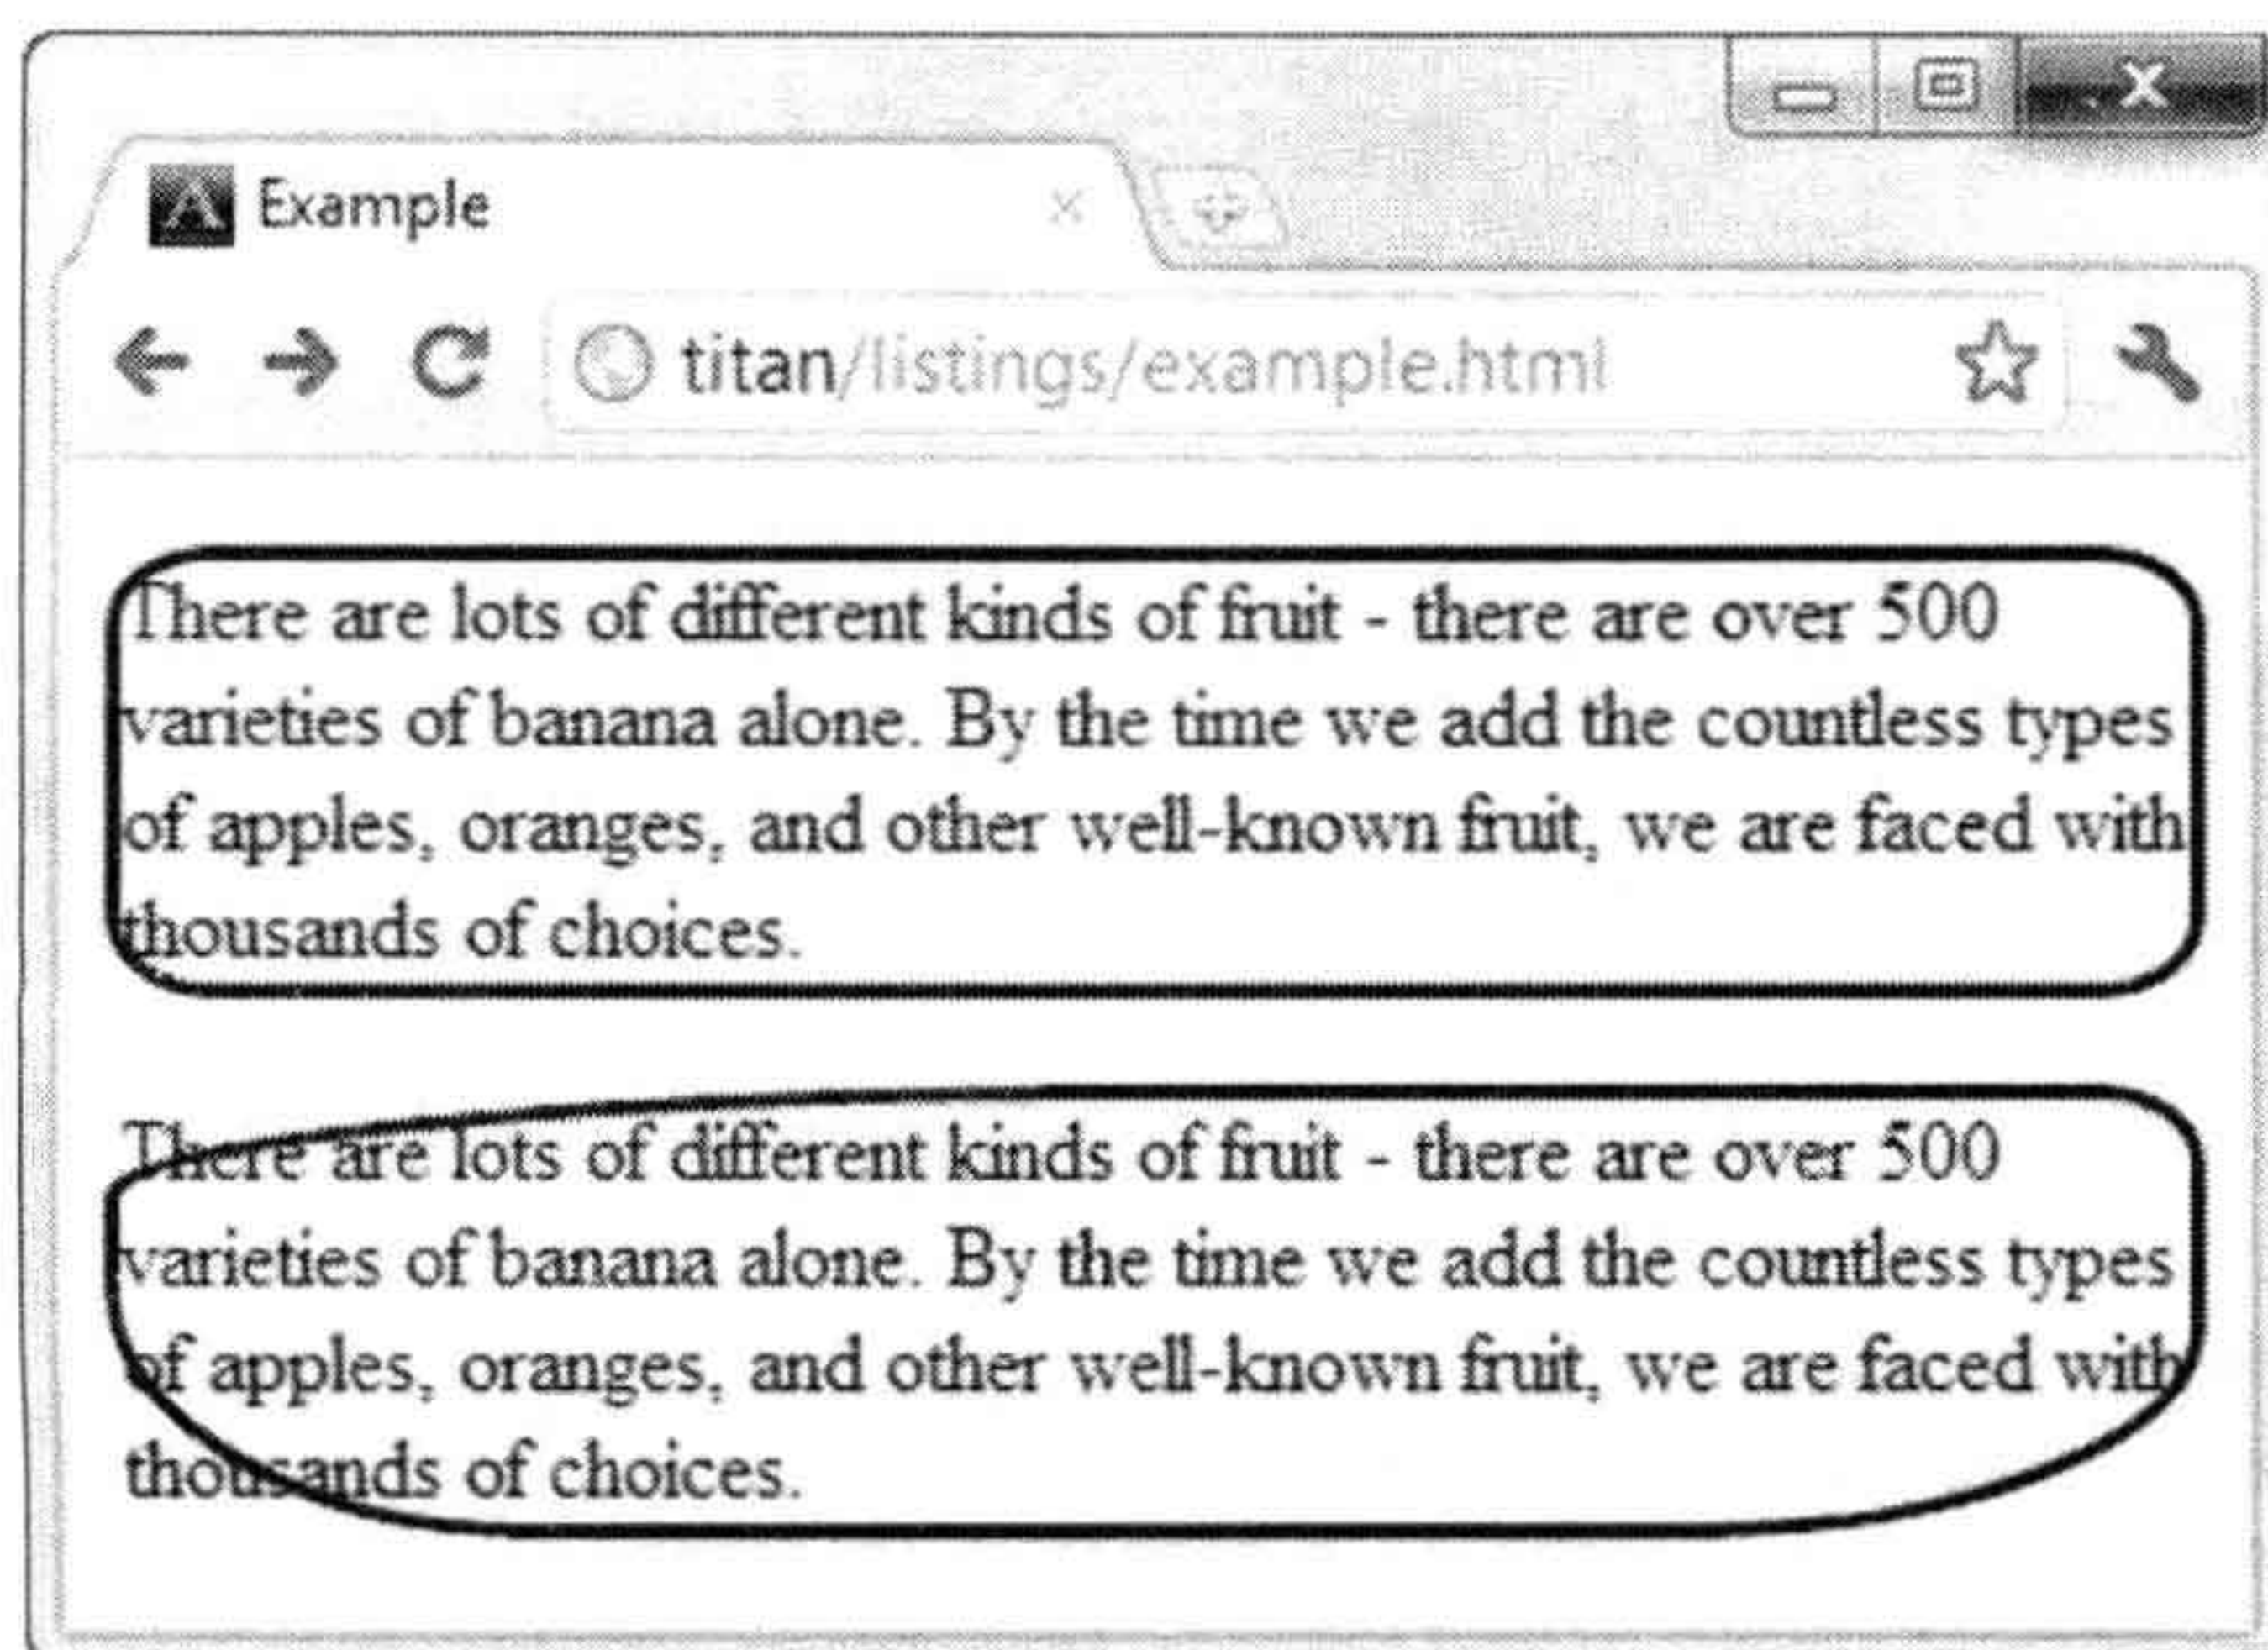 Example
titan/listings/example.html
There are lots of different kinds of fruit - there are over 500
varieties of banana alone. By the time we add the countless types
of apples, oranges, and other well-known fruit, we are faced with
thousands of choices.
There are lots of different kinds of fruit - there are over 500
varieties of banana alone. By the time we add the countless types
of apples, oranges, and other well-known fruit, we are faced with
thousands of choices.